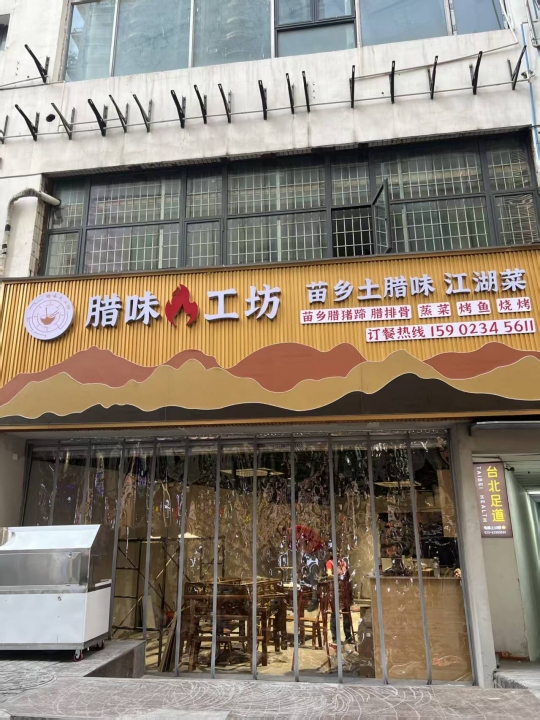 腊味工坊
苗乡土腊味 江湖菜
苗乡腊猪蹄 腊排骨 蒸菜 烤鱼 烧烤
订餐热线 159 0234 5611
台北足道
TAIBEI HEALTH